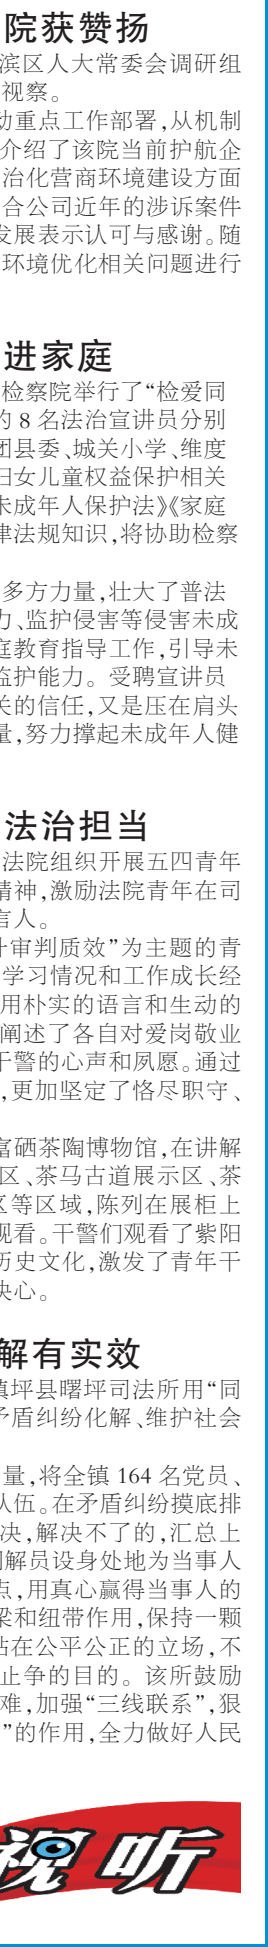 院获赞扬
滨区人大常委会调研组
视察。
动重点工作部署,从机制
介绍了该院当前护航企
治化营商环境建设方面
合公司近年的涉诉案件
发展表示认可与感谢。随
环境优化相关问题进行
进家庭
检察院举行了“检爱同
的 8 名法治宣讲员分别
团县委、城关小学、维度
妇女儿童权益保护相关
未成年人保护法》《家庭
律法规知识,将协助检察
多方力量,壮大了普法
力、监护侵害等侵害未成
庭教育指导工作,引导未
监护能力。受聘宣讲员
关的信任,又是压在肩头
量,努力撑起未成年人健
法治担当
法院组织开展五四青年
精神,激励法院青年在司
言人。
升审判质效”为主题的青
学习情况和工作成长经
用朴实的语言和生动的
阐述了各自对爱岗敬业
干警的心声和夙愿。通过
,更加坚定了恪尽职守、
富硒茶陶博物馆,在讲解
区、茶马古道展示区、茶
区等区域,陈列在展柜上
观看。干警们观看了紫阳
历史文化,激发了青年干
决心。
解有实效
镇坪县曙坪司法所用“同
矛盾纠纷化解、维护社会
量,将全镇 164 名党员、
队伍。在矛盾纠纷摸底排
决,解决不了的,汇总上
调解员设身处地为当事人
点,用真心赢得当事人的
梁和纽带作用,保持一颗
站在公平公正的立场,不
止争的目的。该所鼓励
难,加强“三线联系”,狠
”的作用,全力做好人民
视听